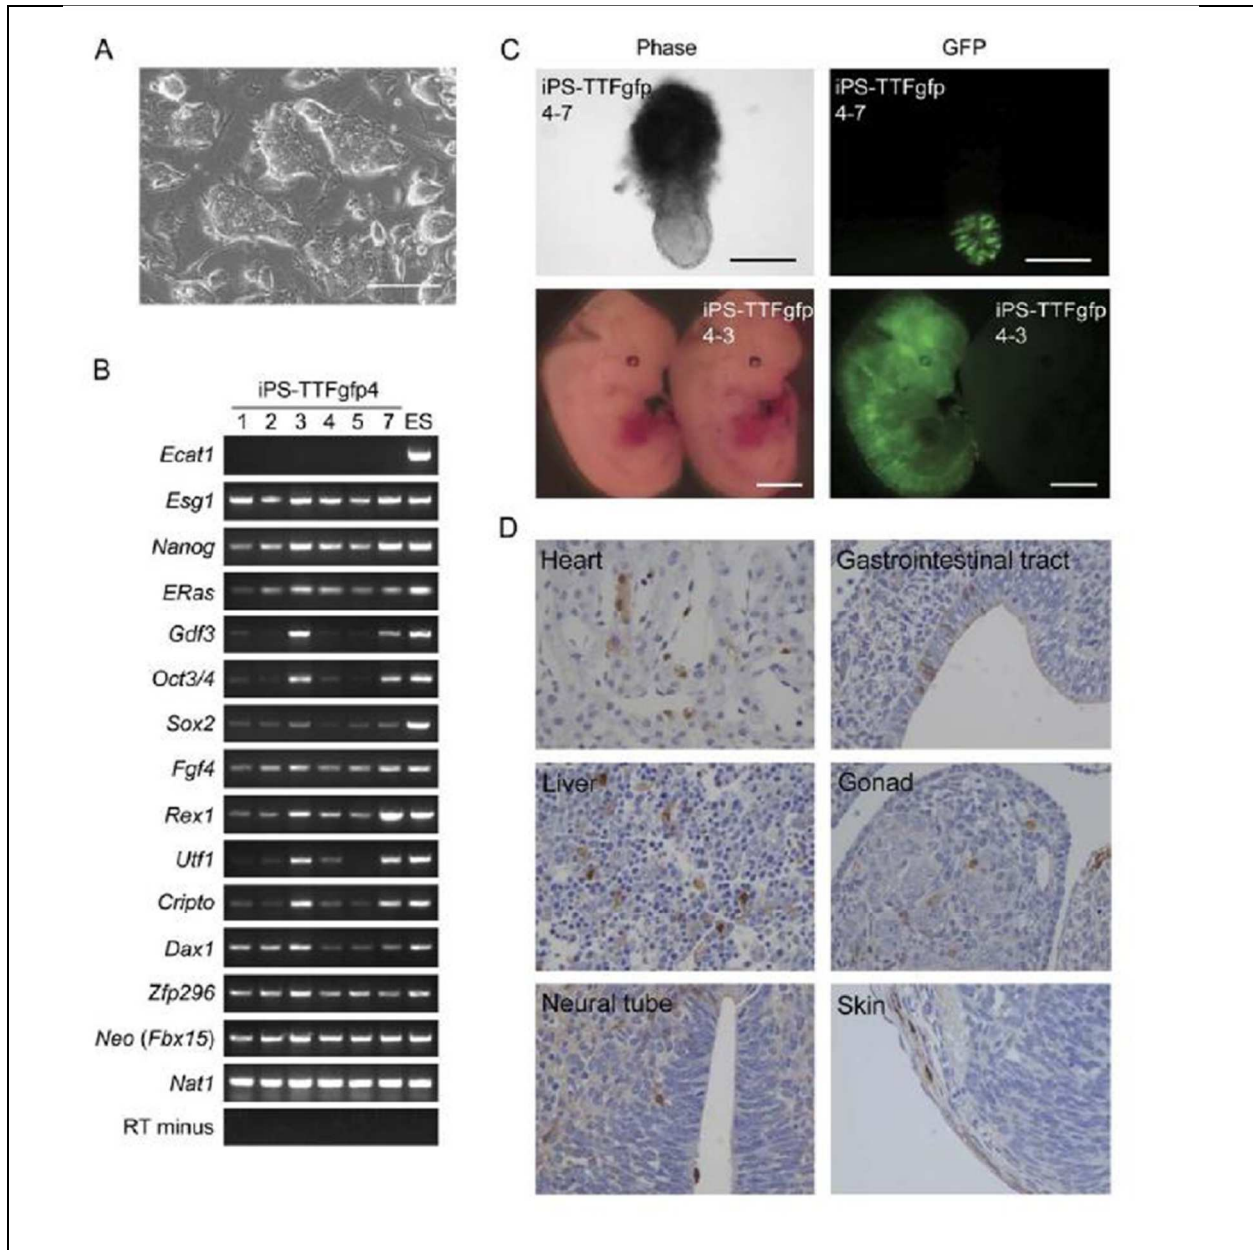 A
B
iPS-TTFgfp4
1 2 3 4 5 7 ES
Ecat1
Esg1
Nanog
ERas
Gdf3
Oct3/4
Sox2
Fgf4
Rex1
Utf1
Cripto
Dax1
Zfp296
Neo (Fbx15)
Nat1
RT minus
C
Phase
GFP
iPS-TTFgfp
4-7
iPS-TTFgfp
4-7
iPS-TTFgfp
4-3
iPS-TTFgfp
4-3
D
Heart
Gastrointestinal tract
Liver
Gonad
Neural tube
Skin